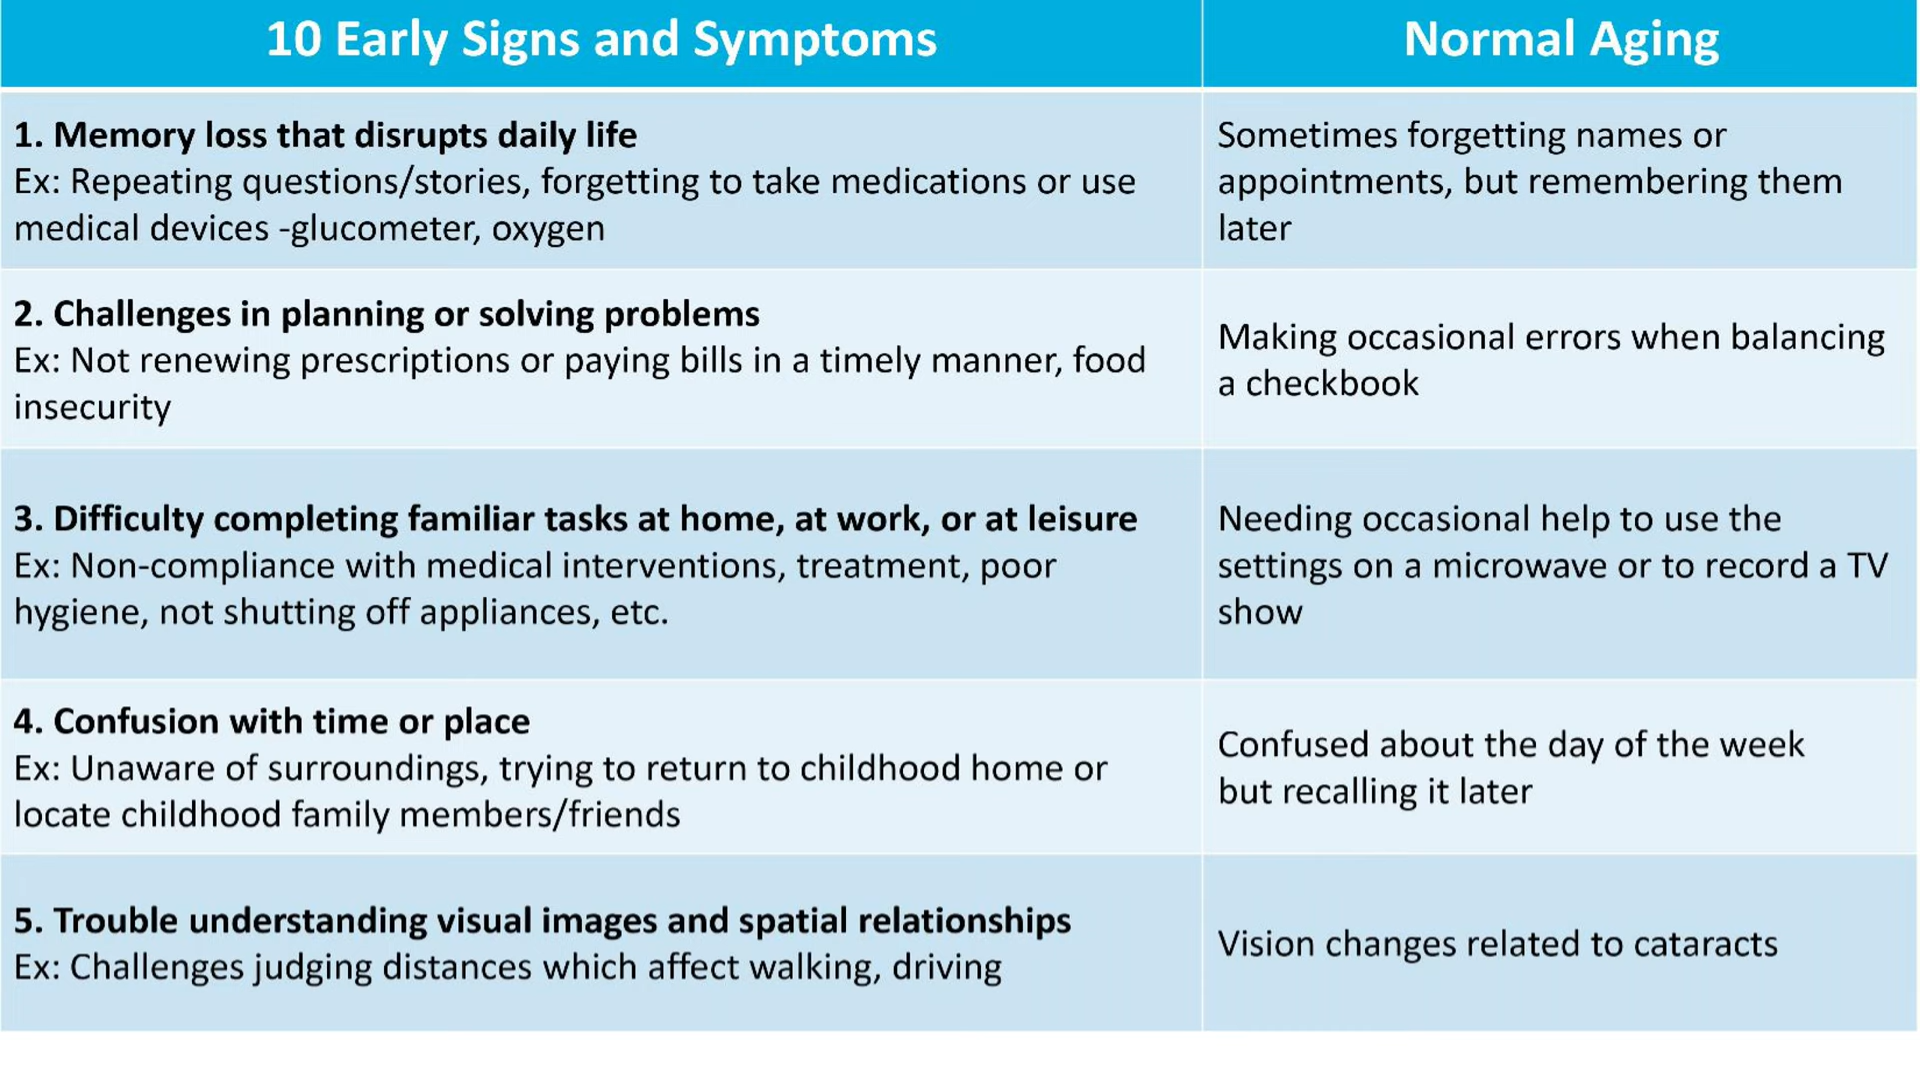 10 Early Signs and Symptoms
Normal Aging
1. Memory loss that disrupts daily life
Ex: Repeating questions/stories, forgetting to take medications or use
medical devices -glucometer, oxygen
Sometimes forgetting names or
appointments, but remembering them
later
2. Challenges in planning or solving problems
Ex: Not renewing prescriptions or paying bills in a timely manner, food
insecurity
Making occasional errors when balancing
a checkbook
3. Difficulty completing familiar tasks at home, at work, or at leisure
Ex: Non-compliance with medical interventions, treatment, poor
hygiene, not shutting off appliances, etc.
Needing occasional help to use the
settings on a microwave or to record a TV
show
4. Confusion with time or place
Ex: Unaware of surroundings, trying to return to childhood home or
locate childhood family members/friends
Confused about the day of the week
but recalling it later
5. Trouble understanding visual images and spatial relationships
Ex: Challenges judging distances which affect walking, driving
Vision changes related to cataracts